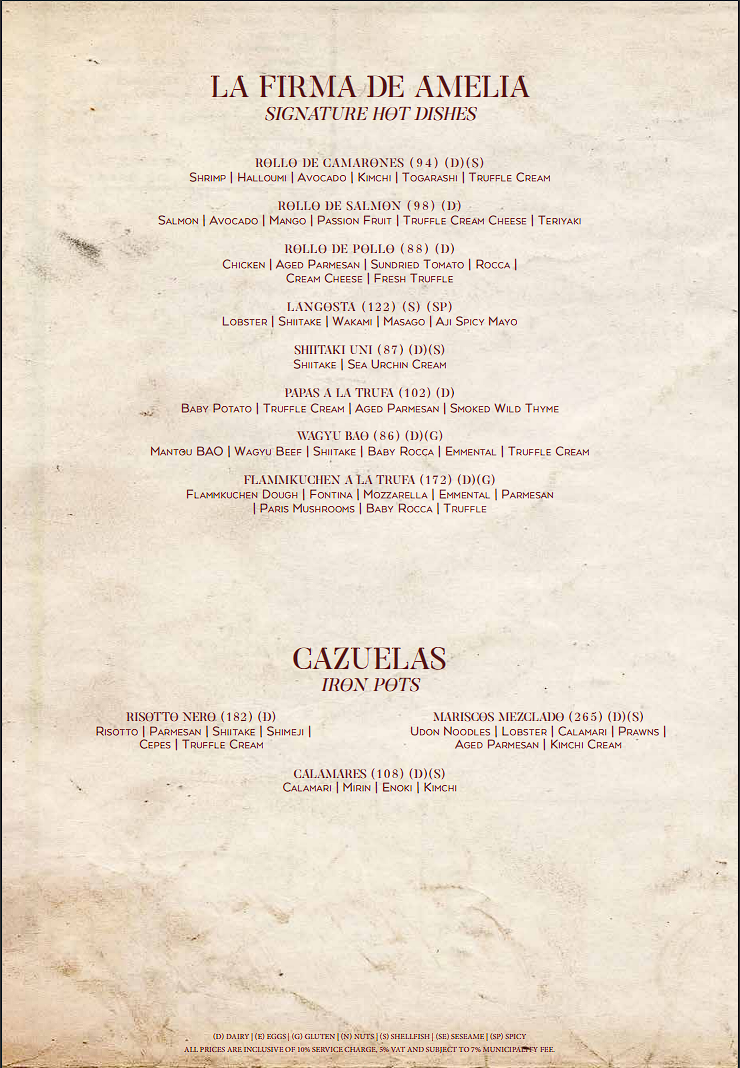 LA FIRMA DE AMELIA
SIGNATURE HOT DISHES
ROLLO DE CAMARONES (94) (D)(S)
SHRIMP | HALLOUMI | AVOCADO | KIMCHI | TOGARASHI | TRUFFLE CREAM
ROLLO DE SALMON (98) (D)
SALMON | AVOCADO | MANGO | PASSION FRUIT | TRUFFLE CREAM CHEESE | TERIYAKI
ROLLO DE POLLO (88) (D)
CHICKEN | AGED PARMESAN | SUNDRIED TOMATO | ROCCA |
CREAM CHEESE | FRESH TRUFFLE
LANGOSTA (122) (S) (SP)
LOBSTER | SHIITAKE | WAKAMI | MASAGO | AJI SPICY MAYO
SHIITAKI UNI (87) (D)(S)
SHIITAKE | SEA URCHIN CREAM
PAPAS A LA TRUFA (102) (D)
BABY POTATO | TRUFFLE CREAM | AGED PARMESAN | SMOKED WILD THYME
WAGYU BAO (86) (D)(G)
MANTOU BAO | WAGYU BEEF | SHIITAKE | BABY ROCCA | EMMENTAL | TRUFFLE CREAM
FLAMMKUCHEN A LA TRUFA (172) (D)(G)
FLAMMKUCHEN DOUGH | FONTINA | MOZZARELLA | EMMENTAL | PARMESAN
| PARIS MUSHROOMS | BABY ROCCA | TRUFFLE
CAZUELAS
IRON POTS
RISOTTO NERO (182) (D)
RISOTTO | PARMESAN | SHIITAKE | SHIMEJI |
CEPES | TRUFFLE CREAM
MARISCOS MEZCLADO (265) (D)(S)
UDON NOODLES | LOBSTER | CALAMARI | PRAWNS |
AGED PARMESAN | KIMCHI CREAM
CALAMARES (108) (D)(S)
CALAMARI | MIRIN | ENOKI | KIMCHI
(D) DAIRY | (E) EGGS | (G) GLUTEN | (N) NUTS | (S) SHELLFISH | (SE) SESEAME | (SP) SPICY
ALL PRICES ARE INCLUSIVE OF 10% SERVICE CHARGE, 5% VAT AND SUBJECT TO 7% MUNICIPALITY FEE.